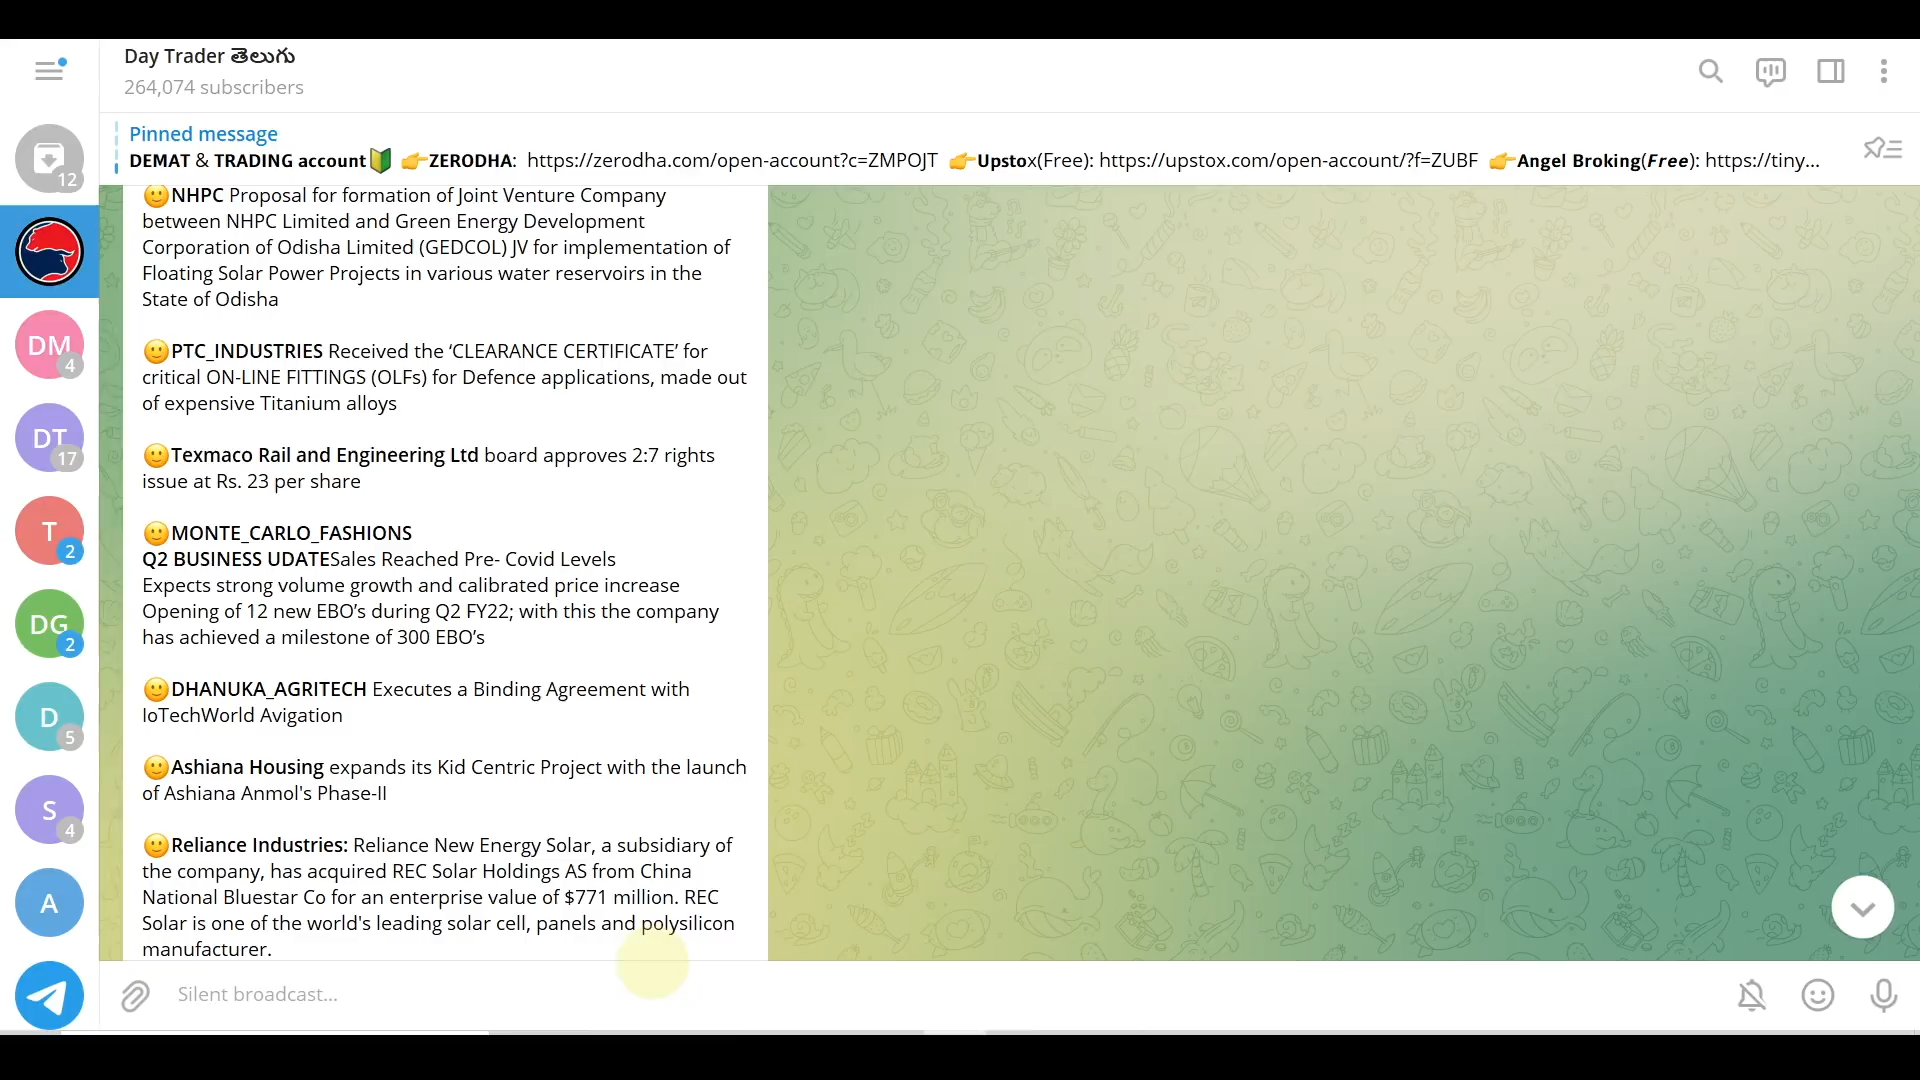 Day Trader తెలుగు
264,074 subscribers
Pinned message
DEMAT & TRADING account🔰 👉ZERODHA: https://zerodha.com/open-account?c=ZMPOJT 👉Upstox(Free): https://upstox.com/open-account/?f=ZUBF 👉Angel Broking(Free): https://tiny...
12
DM
4
DT
17
T
2
DG
2
D
5
S
4
A
🙂NHPC Proposal for formation of Joint Venture Company
between NHPC Limited and Green Energy Development
Corporation of Odisha Limited (GEDCOL) JV for implementation of
Floating Solar Power Projects in various water reservoirs in the
State of Odisha
🙂PTC_INDUSTRIES Received the ‘CLEARANCE CERTIFICATE’ for
critical ON-LINE FITTINGS (OLFs) for Defence applications, made out
of expensive Titanium alloys
🙂Texmaco Rail and Engineering Ltd board approves 2:7 rights
issue at Rs. 23 per share
🙂MONTE_CARLO_FASHIONS
Q2 BUSINESS UDATESales Reached Pre- Covid Levels
Expects strong volume growth and calibrated price increase
Opening of 12 new EBO’s during Q2 FY22; with this the company
has achieved a milestone of 300 EBO’s
🙂DHANUKA_AGRITECH Executes a Binding Agreement with
IoTechWorld Avigation
🙂Ashiana Housing expands its Kid Centric Project with the launch
of Ashiana Anmol's Phase-II
🙂Reliance Industries: Reliance New Energy Solar, a subsidiary of
the company, has acquired REC Solar Holdings AS from China
National Bluestar Co for an enterprise value of $771 million. REC
Solar is one of the world's leading solar cell, panels and polysilicon
manufacturer.
Silent broadcast...